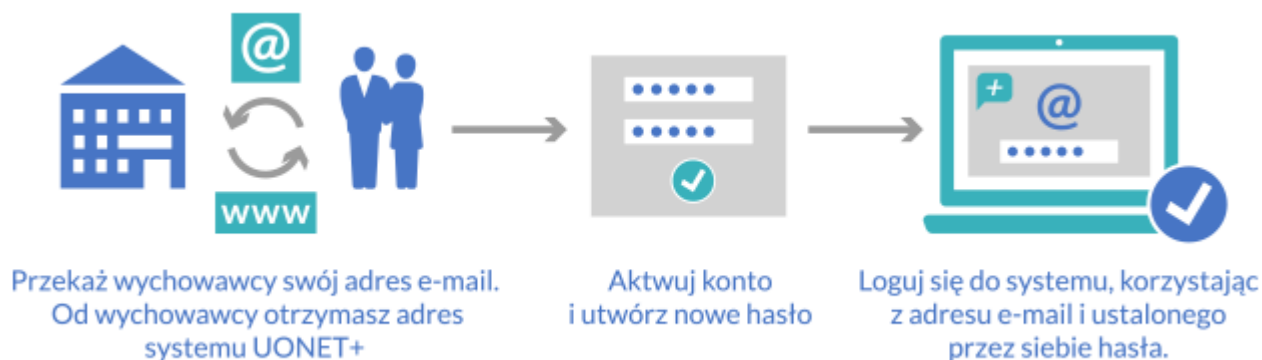 @
www
+
@
Przekaż wychowawcy swój adres e-mail.
Od wychowawcy otrzymasz adres
systemu UONET+
Aktwuj konto
i utwórz nowe hasło
Loguj się do systemu, korzystając
z adresu e-mail i ustalonego
przez siebie hasła.